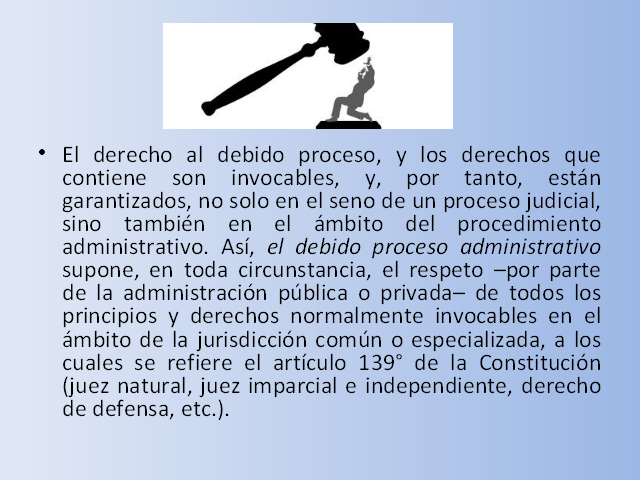 • El derecho al debido proceso, y los derechos que
contiene son invocables, y, por tanto, están
garantizados, no solo en el seno de un proceso judicial,
sino también en el ámbito del procedimiento
administrativo. Así, el debido proceso administrativo
supone, en toda circunstancia, el respeto –por parte
de la administración pública o privada– de todos los
principios y derechos normalmente invocables en el
ámbito de la jurisdicción común o especializada, a los
cuales se refiere el artículo 139° de la Constitución
(juez natural, juez imparcial e independiente, derecho
de defensa, etc.).